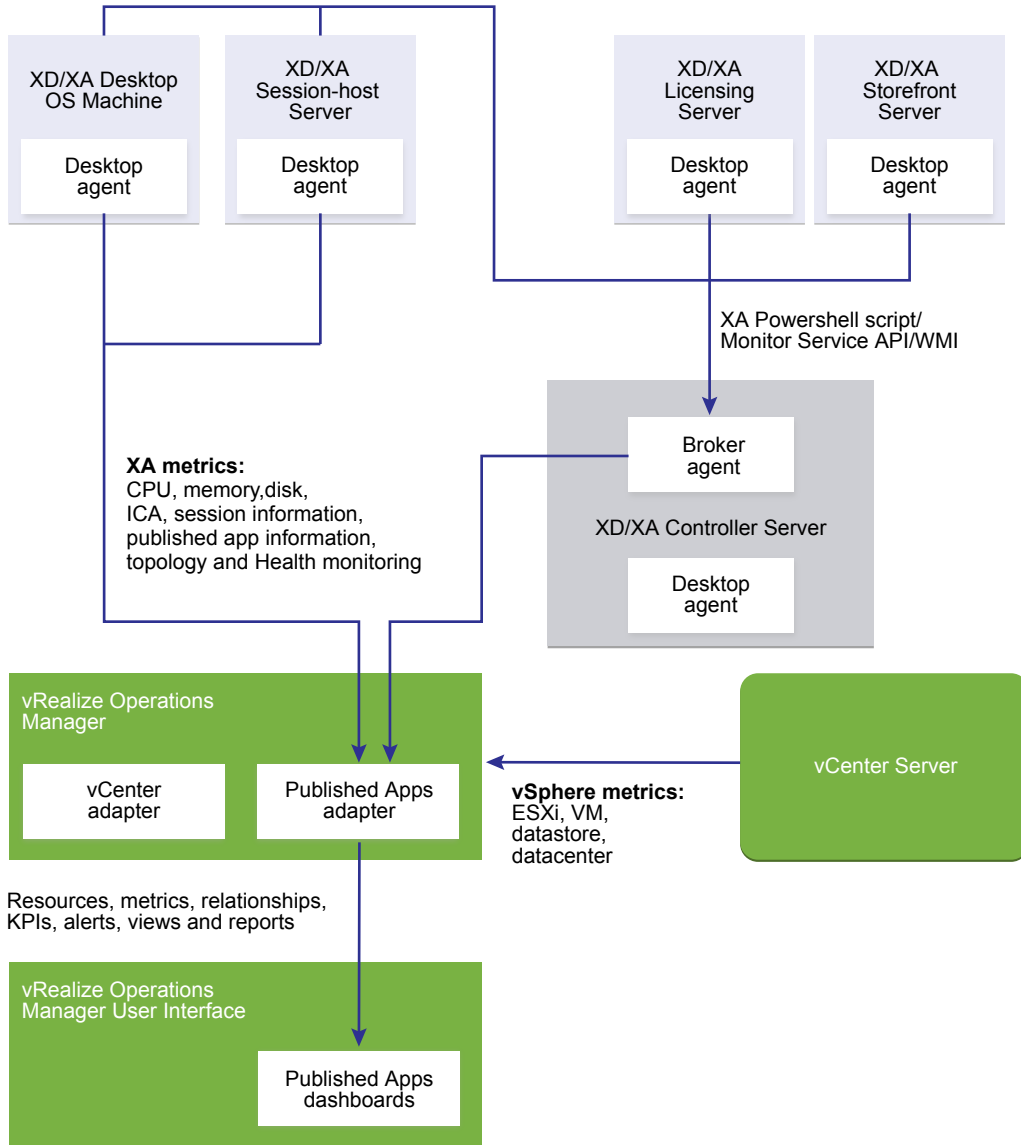 XD/XA Desktop
OS Machine
Desktop
agent
XD/XA
Session-host
Server
Desktop
agent
XD/XA
Licensing
Server
Desktop
agent
XD/XA
Storefront
Server
Desktop
agent
XA Powershell script/
Monitor Service API/WMI
Broker
agent
XD/XA Controller Server
Desktop
agent
XA metrics:
CPU, memory,disk,
ICA, session information,
published app information,
topology and Health monitoring
vRealize Operations
Manager
vCenter
adapter
Published Apps
adapter
vSphere metrics:
ESXi, VM,
datastore,
datacenter
vCenter Server
Resources, metrics, relationships,
KPIs, alerts, views and reports
vRealize Operations
Manager User Interface
Published Apps
dashboards